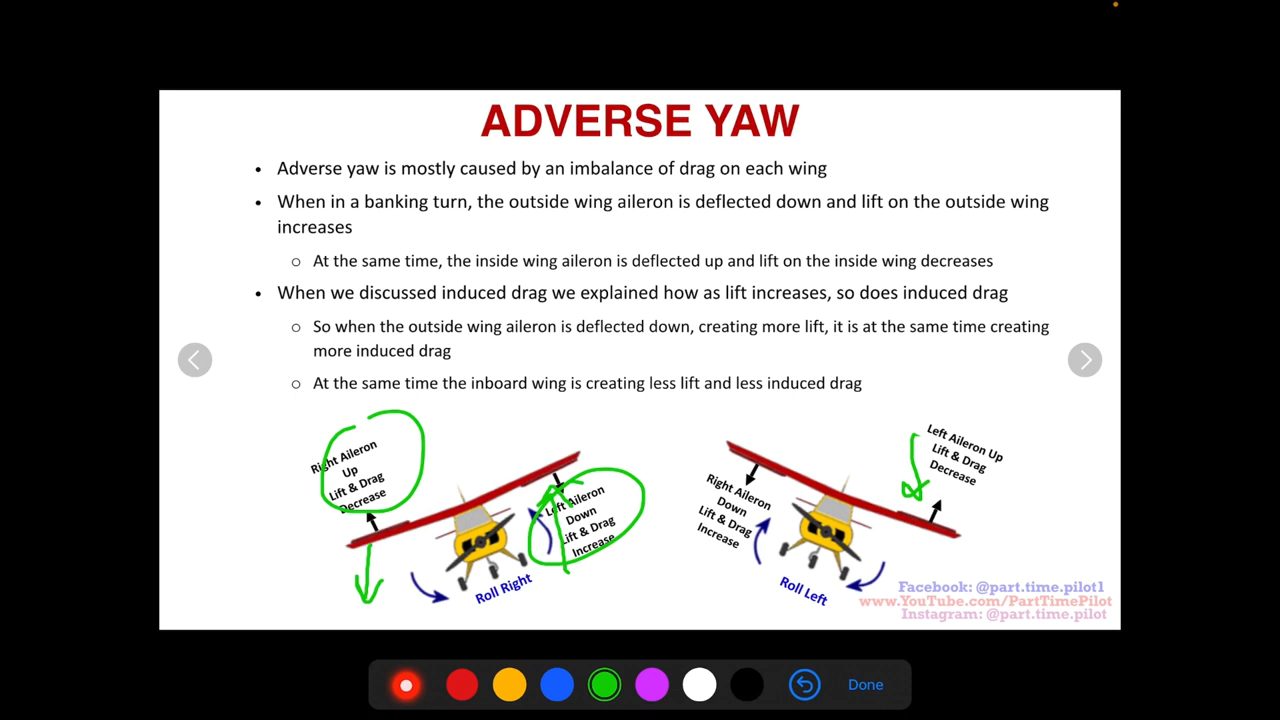 ADVERSE YAW
• Adverse yaw is mostly caused by an imbalance of drag on each wing
• When in a banking turn, the outside wing aileron is deflected down and lift on the outside wing
increases
○ At the same time, the inside wing aileron is deflected up and lift on the inside wing decreases
• When we discussed induced drag we explained how as lift increases, so does induced drag
○ So when the outside wing aileron is deflected down, creating more lift, it is at the same time creating
more induced drag
○ At the same time the inboard wing is creating less lift and less induced drag
Right Aileron
Up
Lift & Drag
Decrease
Left Aileron
Down
Lift & Drag
Increase
Roll Right
Right Aileron
Down
Lift & Drag
Increase
Left Aileron Up
Lift & Drag
Decrease
Roll Left
Facebook: @part.time.pilot1
www.YouTube.com/PartTimePilot
Instagram: @part.time.pilot
Done